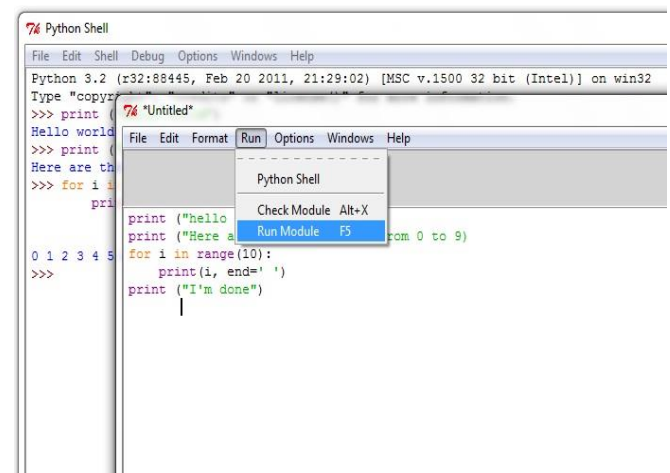 Python Shell
File Edit Shell Debug Options Windows Help
Python 3.2 (r32:88445, Feb 20 2011, 21:29:02) [MSC v.1500 32 bit (Intel)] on win32
Type "copyr
>>> print (
Hello world
>>> print (
Here are th
>>> for i i
pri
0 1 2 3 4 5
>>>
*Untitled*
File Edit Format Run Options Windows Help
Python Shell
Check Module Alt+X
Run Module F5
print ("hello
print ("Here a rom 0 to 9)
for i in range(10):
print(i, end=' ')
print ("I'm done")